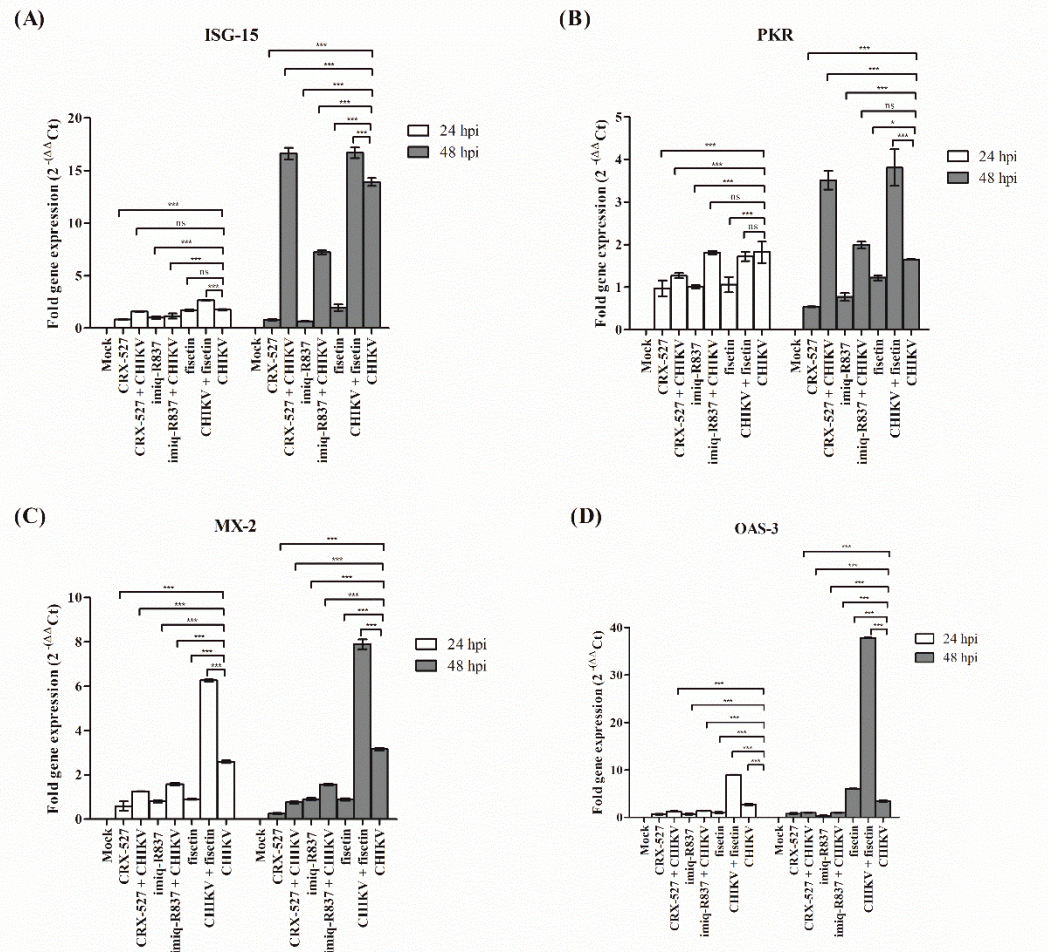 (A)
ISG-15
***
***
***
***
***
***
***
ns
***
***
ns
***
Fold gene expression (2⁻⁽ΔΔCt)
20
15
10
5
0
24 hpi
48 hpi
Mock
CRX-527
CRX-527 + CHIKV
imiq-R837
imiq-R837 + CHIKV
fisetin
CHIKV + fisetin
CHIKV
Mock
CRX-527
CRX-527 + CHIKV
imiq-R837
imiq-R837 + CHIKV
fisetin
CHIKV + fisetin
CHIKV
(B)
PKR
***
***
***
ns
*
***
***
***
***
ns
***
ns
Fold gene expression (2⁻⁽ΔΔCt)
5
4
3
2
1
0
24 hpi
48 hpi
Mock
CRX-527
CRX-527 + CHIKV
imiq-R837
imiq-R837 + CHIKV
fisetin
CHIKV + fisetin
CHIKV
Mock
CRX-527
CRX-527 + CHIKV
imiq-R837
imiq-R837 + CHIKV
fisetin
CHIKV + fisetin
CHIKV
(C)
MX-2
***
***
***
***
***
***
***
***
***
***
***
***
Fold gene expression (2⁻⁽ΔΔCt)
10
8
6
4
2
0
24 hpi
48 hpi
Mock
CRX-527
CRX-527 + CHIKV
imiq-R837
imiq-R837 + CHIKV
fisetin
CHIKV + fisetin
CHIKV
Mock
CRX-527
CRX-527 + CHIKV
imiq-R837
imiq-R837 + CHIKV
fisetin
CHIKV + fisetin
CHIKV
(D)
OAS-3
***
***
***
***
***
***
***
***
***
***
***
***
Fold gene expression (2⁻⁽ΔΔCt)
40
30
20
10
0
24 hpi
48 hpi
Mock
CRX-527
CRX-527 + CHIKV
imiq-R837
imiq-R837 + CHIKV
fisetin
CHIKV + fisetin
CHIKV
Mock
CRX-527
CRX-527 + CHIKV
imiq-R837
imiq-R837 + CHIKV
fisetin
CHIKV + fisetin
CHIKV